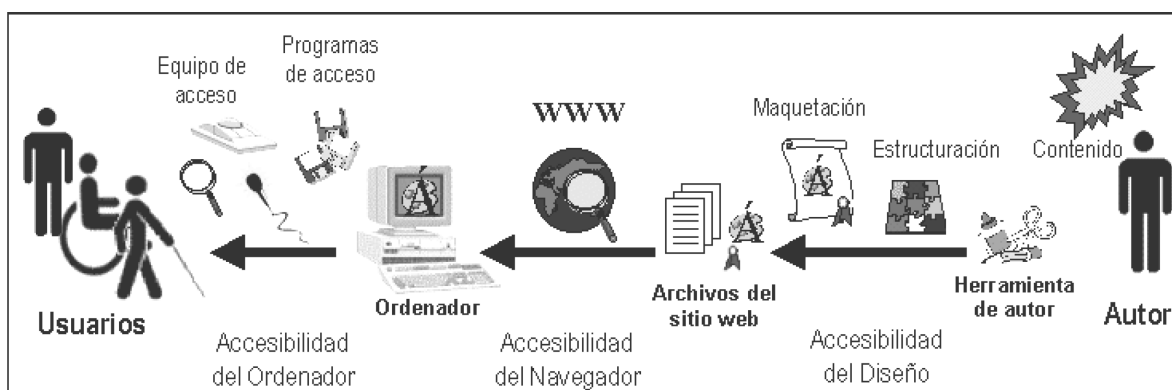 Equipo de
acceso
Programas
de acceso
WWW
Maquetación
Estructuración
Contenido
Usuarios
Ordenador
Archivos del
sitio web
Herramienta
de autor
Autor
Accesibilidad
del Ordenador
Accesibilidad
del Navegador
Accesibilidad
del Diseño